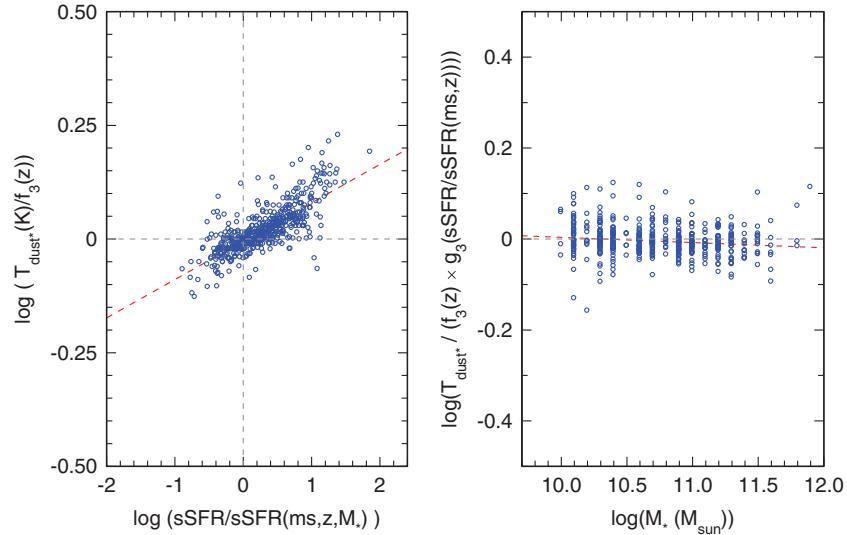 0.50
0.25
0
-0.25
-0.50
log ( T_dust*(K)/f_3(z))
-2 -1 0 1 2
log (sSFR/sSFR(ms,z,M_*) )
0.4
0.2
0
-0.2
-0.4
log(T_dust* / (f_3(z) × g_3(sSFR/sSFR(ms,z))))
10.0 10.5 11.0 11.5 12.0
log(M_* (M_sun))